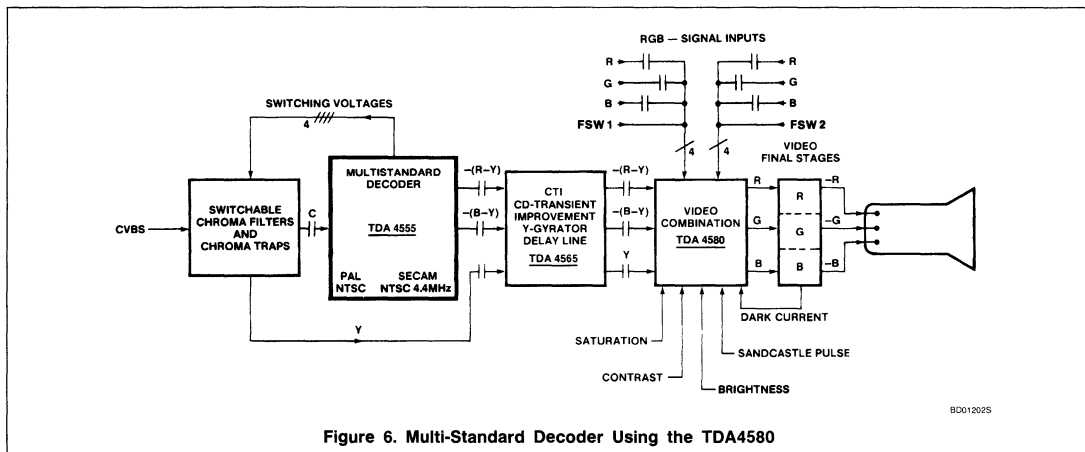 RGB — SIGNAL INPUTS
R
R
G
G
B
B
FSW 1
FSW 2
SWITCHING VOLTAGES
4
4
4
VIDEO
FINAL STAGES
CVBS
SWITCHABLE
CHROMA FILTERS
AND
CHROMA TRAPS
C
MULTISTANDARD
DECODER
TDA 4555
PAL SECAM
NTSC NTSC 4.4MHz
Y
–(R–Y)
–(B–Y)
CTI
CD-TRANSIENT
IMPROVEMENT
Y-GYRATOR
DELAY LINE
TDA 4565
–(R–Y)
–(B–Y)
Y
VIDEO
COMBINATION
TDA 4580
R
G
B
R
G
B
–R
–G
–B
DARK CURRENT
SATURATION
CONTRAST
BRIGHTNESS
SANDCASTLE PULSE
BD01202S
Figure 6. Multi-Standard Decoder Using the TDA4580